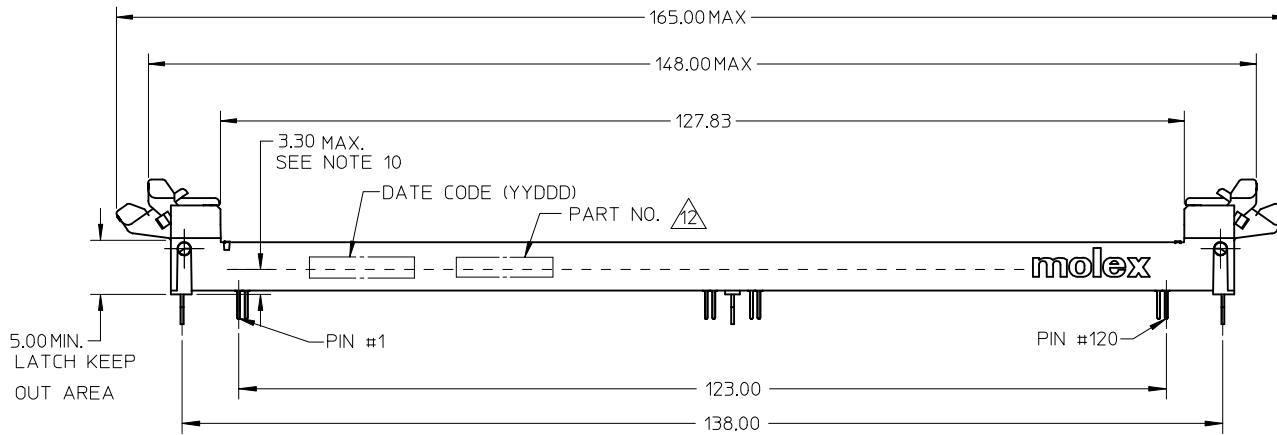 165.00 MAX
148.00 MAX
127.83
3.30 MAX.
SEE NOTE 10
DATE CODE (YYDDD)
PART NO. 12
molex
5.00 MIN.
LATCH KEEP
OUT AREA
PIN #1
PIN #120
123.00
138.00